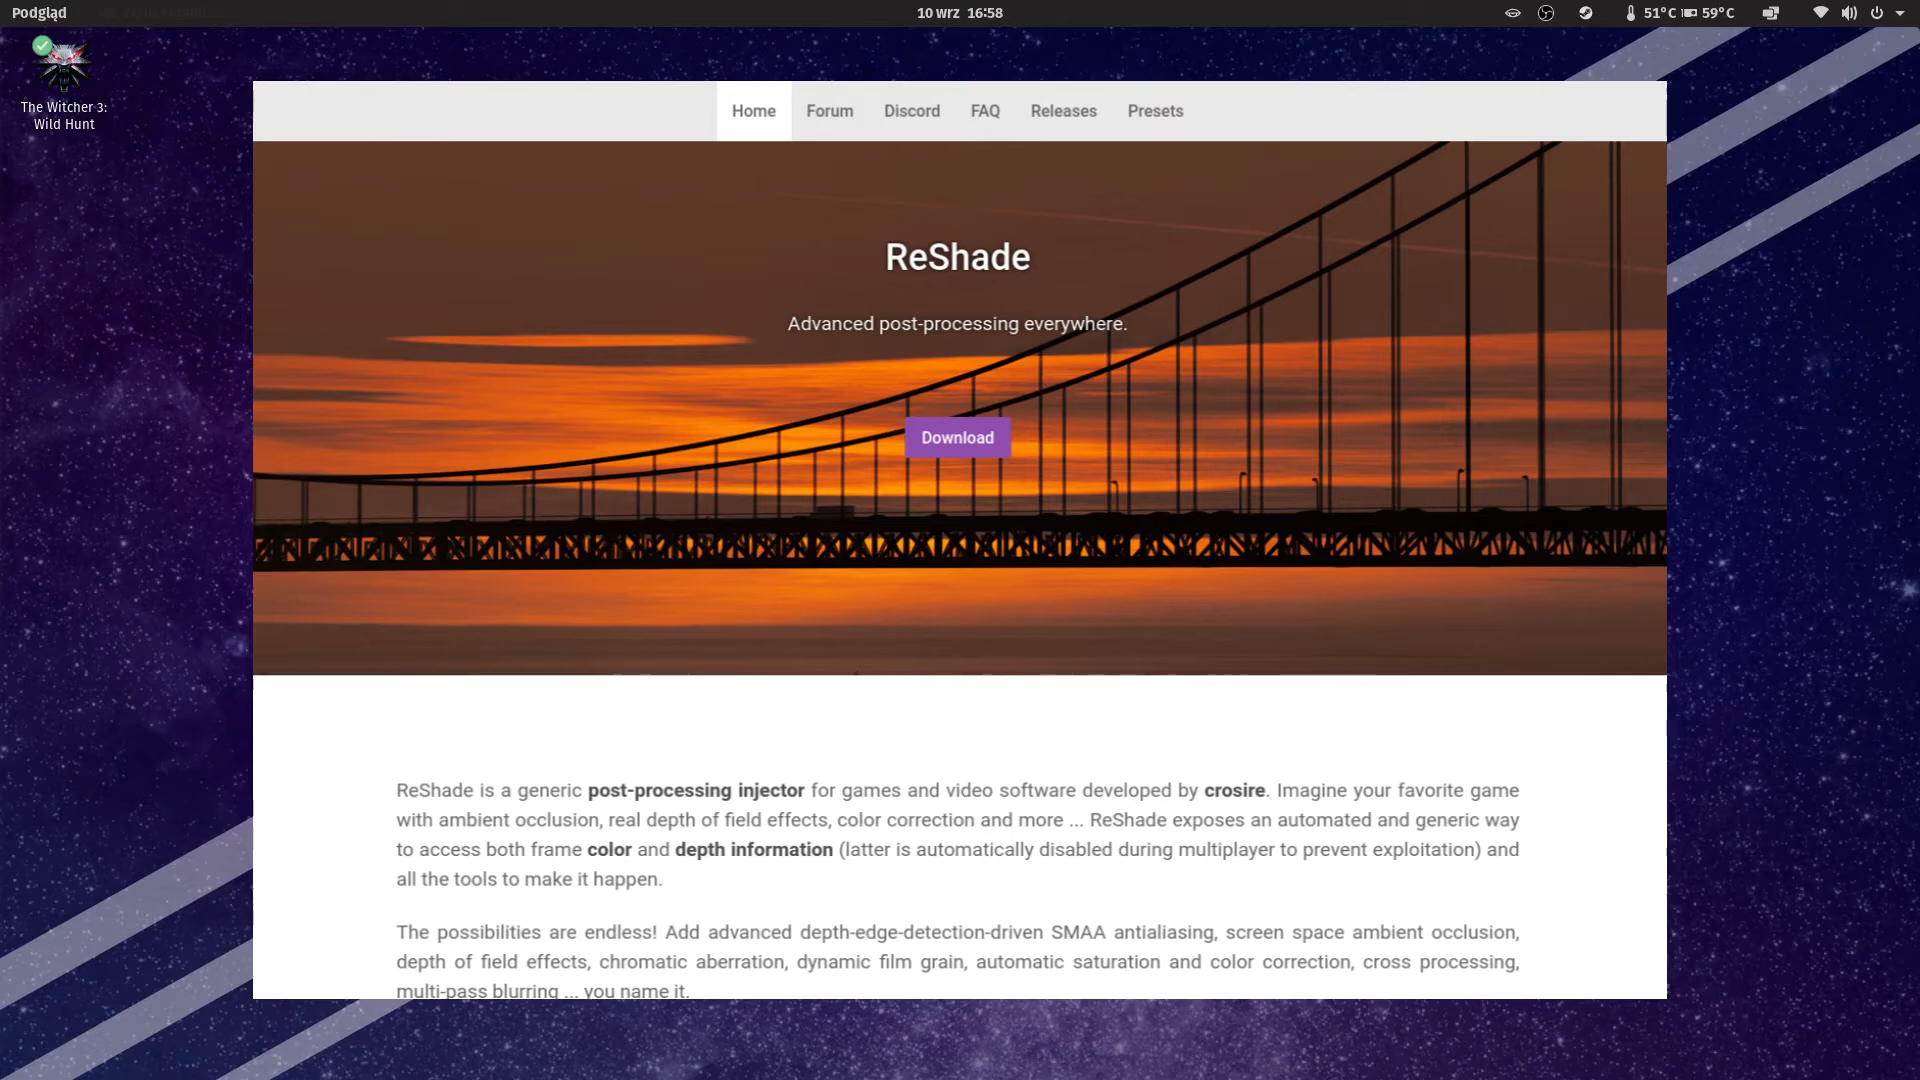 Podgląd
10 wrz 16:58
51°C 59°C
The Witcher 3:
Wild Hunt
Home Forum Discord FAQ Releases Presets
ReShade
Advanced post-processing everywhere.
Download
ReShade is a generic post-processing injector for games and video software developed by crosire. Imagine your favorite game
with ambient occlusion, real depth of field effects, color correction and more ... ReShade exposes an automated and generic way
to access both frame color and depth information (latter is automatically disabled during multiplayer to prevent exploitation) and
all the tools to make it happen.
The possibilities are endless! Add advanced depth-edge-detection-driven SMAA antialiasing, screen space ambient occlusion,
depth of field effects, chromatic aberration, dynamic film grain, automatic saturation and color correction, cross processing,
multi-pass blurring ... you name it.